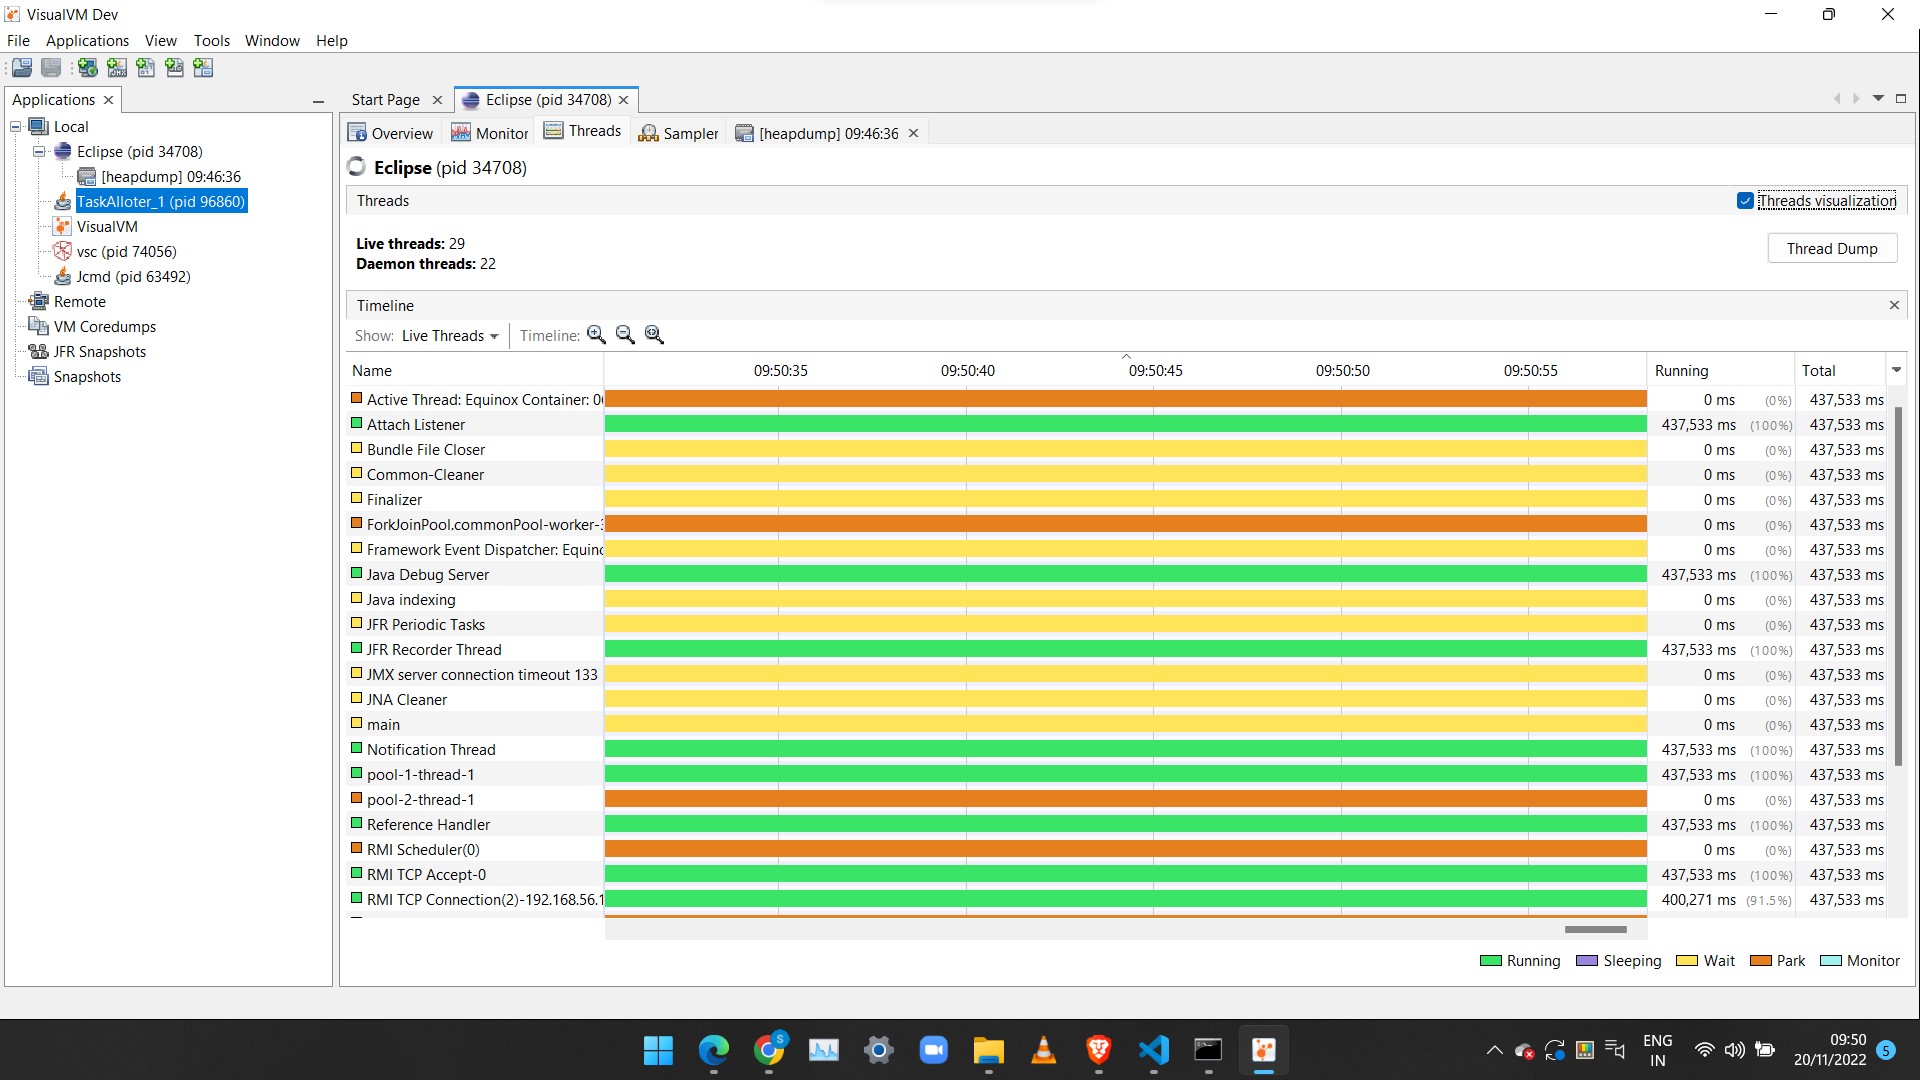 VisualVM Dev
File Applications View Tools Window Help
Applications
Start Page Eclipse (pid 34708)
Local
Eclipse (pid 34708)
[heapdump] 09:46:36
TaskAlloter_1 (pid 96860)
VisualVM
vsc (pid 74056)
Jcmd (pid 63492)
Remote
VM Coredumps
JFR Snapshots
Snapshots
Overview Monitor Threads Sampler [heapdump] 09:46:36
Eclipse (pid 34708)
Threads Threads visualization
Live threads: 29
Daemon threads: 22
Thread Dump
Timeline
Show: Live Threads Timeline:
Name 09:50:35 09:50:40 09:50:45 09:50:50 09:50:55 Running Total
Active Thread: Equinox Container: 0 0 ms (0%) 437,533 ms
Attach Listener 437,533 ms (100%) 437,533 ms
Bundle File Closer 0 ms (0%) 437,533 ms
Common-Cleaner 0 ms (0%) 437,533 ms
Finalizer 0 ms (0%) 437,533 ms
ForkJoinPool.commonPool-worker- 0 ms (0%) 437,533 ms
Framework Event Dispatcher: Equin 0 ms (0%) 437,533 ms
Java Debug Server 437,533 ms (100%) 437,533 ms
Java indexing 0 ms (0%) 437,533 ms
JFR Periodic Tasks 0 ms (0%) 437,533 ms
JFR Recorder Thread 437,533 ms (100%) 437,533 ms
JMX server connection timeout 133 0 ms (0%) 437,533 ms
JNA Cleaner 0 ms (0%) 437,533 ms
main 0 ms (0%) 437,533 ms
Notification Thread 437,533 ms (100%) 437,533 ms
pool-1-thread-1 437,533 ms (100%) 437,533 ms
pool-2-thread-1 0 ms (0%) 437,533 ms
Reference Handler 437,533 ms (100%) 437,533 ms
RMI Scheduler(0) 0 ms (0%) 437,533 ms
RMI TCP Accept-0 437,533 ms (100%) 437,533 ms
RMI TCP Connection(2)-192.168.56.1 400,271 ms (91.5%) 437,533 ms
Running Sleeping Wait Park Monitor
S
ENG
IN
09:50
20/11/2022
5